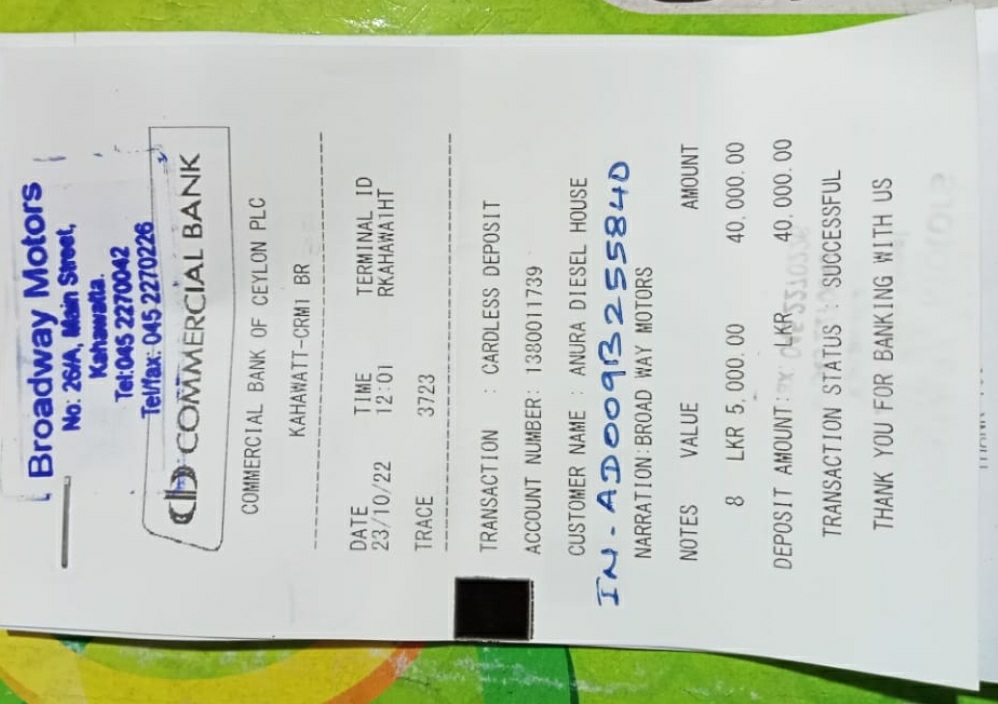 Broadway Motors
No: 26/A, Main Street,
Kahawatta.
Tel:045 2270042
Tel/fax: 045 2270226
COMMERCIAL BANK
COMMERCIAL BANK OF CEYLON PLC
KAHAWATT-CRM1 BR
DATE TIME TERMINAL ID
23/10/22 12:01 RKAHAWA1HT
TRACE 3723
TRANSACTION : CARDLESS DEPOSIT
ACCOUNT NUMBER: 1380011739
CUSTOMER NAME : ANURA DIESEL HOUSE
IN-AD009B255840
NARRATION:BROAD WAY MOTORS
NOTES VALUE AMOUNT
8 LKR 5,000.00 40,000.00
DEPOSIT AMOUNT: LKR 40,000.00
TRANSACTION STATUS : SUCCESSFUL
THANK YOU FOR BANKING WITH US